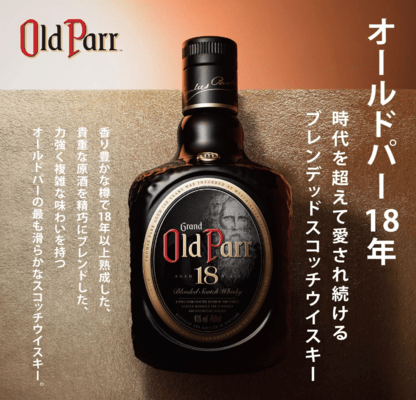 Old Parr
オールドパー 18年
時代を超えて愛され続ける
ブレンデッドスコッチウイスキー
香り豊かな樽で18年以上熟成した、
貴重な原酒を精巧にブレンドした、
力強く複雑な味わいを持つ
オールドパーの最も滑らかなスコッチウイスキー。
Grand
Old Parr
AGED
18
Blended Scotch Whisky